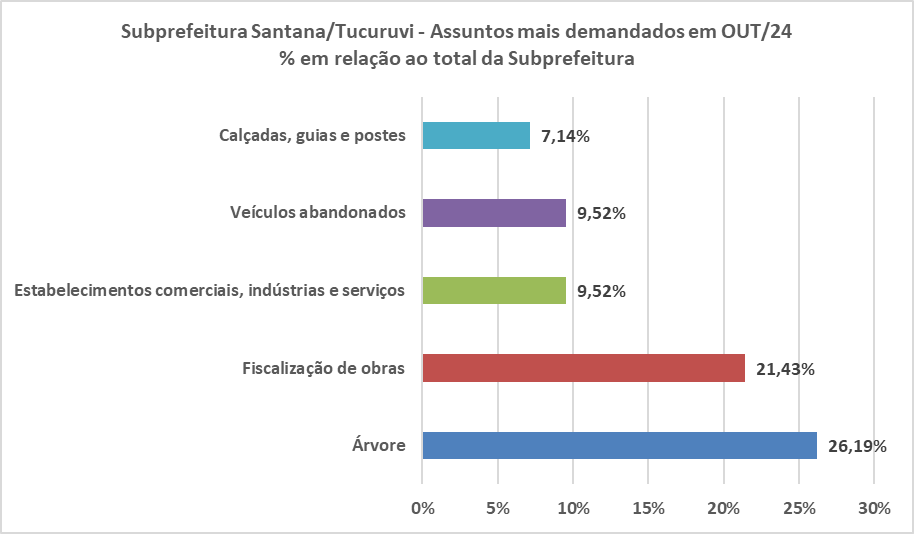 Subprefeitura Santana/Tucuruvi - Assuntos mais demandados em OUT/24
% em relação ao total da Subprefeitura
Calçadas, guias e postes
7,14%
Veículos abandonados
9,52%
Estabelecimentos comerciais, indústrias e serviços
9,52%
Fiscalização de obras
21,43%
Árvore
26,19%
0%
5%
10%
15%
20%
25%
30%